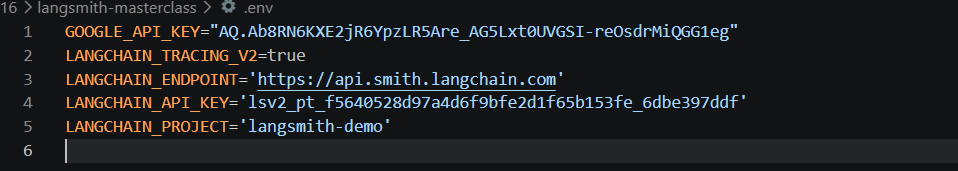 16 > langsmith-masterclass > .env
1 GOOGLE_API_KEY="AQ.Ab8RN6KXE2jR6YpzLR5Are_AG5Lxt0UVGSI-reOsdrMiQGG1eg"
2 LANGCHAIN_TRACING_V2=true
3 LANGCHAIN_ENDPOINT='https://api.smith.langchain.com'
4 LANGCHAIN_API_KEY='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'
5 LANGCHAIN_PROJECT='langsmith-demo'
6